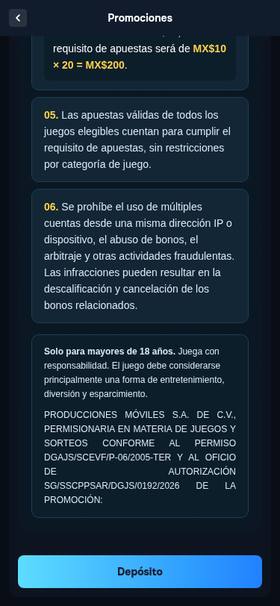 Promociones
requisito de apuestas será de MX$10
× 20 = MX$200.
05. Las apuestas válidas de todos los
juegos elegibles cuentan para cumplir el
requisito de apuestas, sin restricciones
por categoría de juego.
06. Se prohíbe el uso de múltiples
cuentas desde una misma dirección IP o
dispositivo, el abuso de bonos, el
arbitraje y otras actividades fraudulentas.
Las infracciones pueden resultar en la
descalificación y cancelación de los
bonos relacionados.
Solo para mayores de 18 años. Juega con
responsabilidad. El juego debe considerarse
principalmente una forma de entretenimiento,
diversión y esparcimiento.
PRODUCCIONES MÓVILES S.A. DE C.V.,
PERMISIONARIA EN MATERIA DE JUEGOS Y
SORTEOS CONFORME AL PERMISO
DGAJS/SCEVF/P-06/2005-TER Y AL OFICIO
DE AUTORIZACIÓN
SG/SSCPPSAR/DGJS/0192/2026 DE LA
PROMOCIÓN:
Depósito